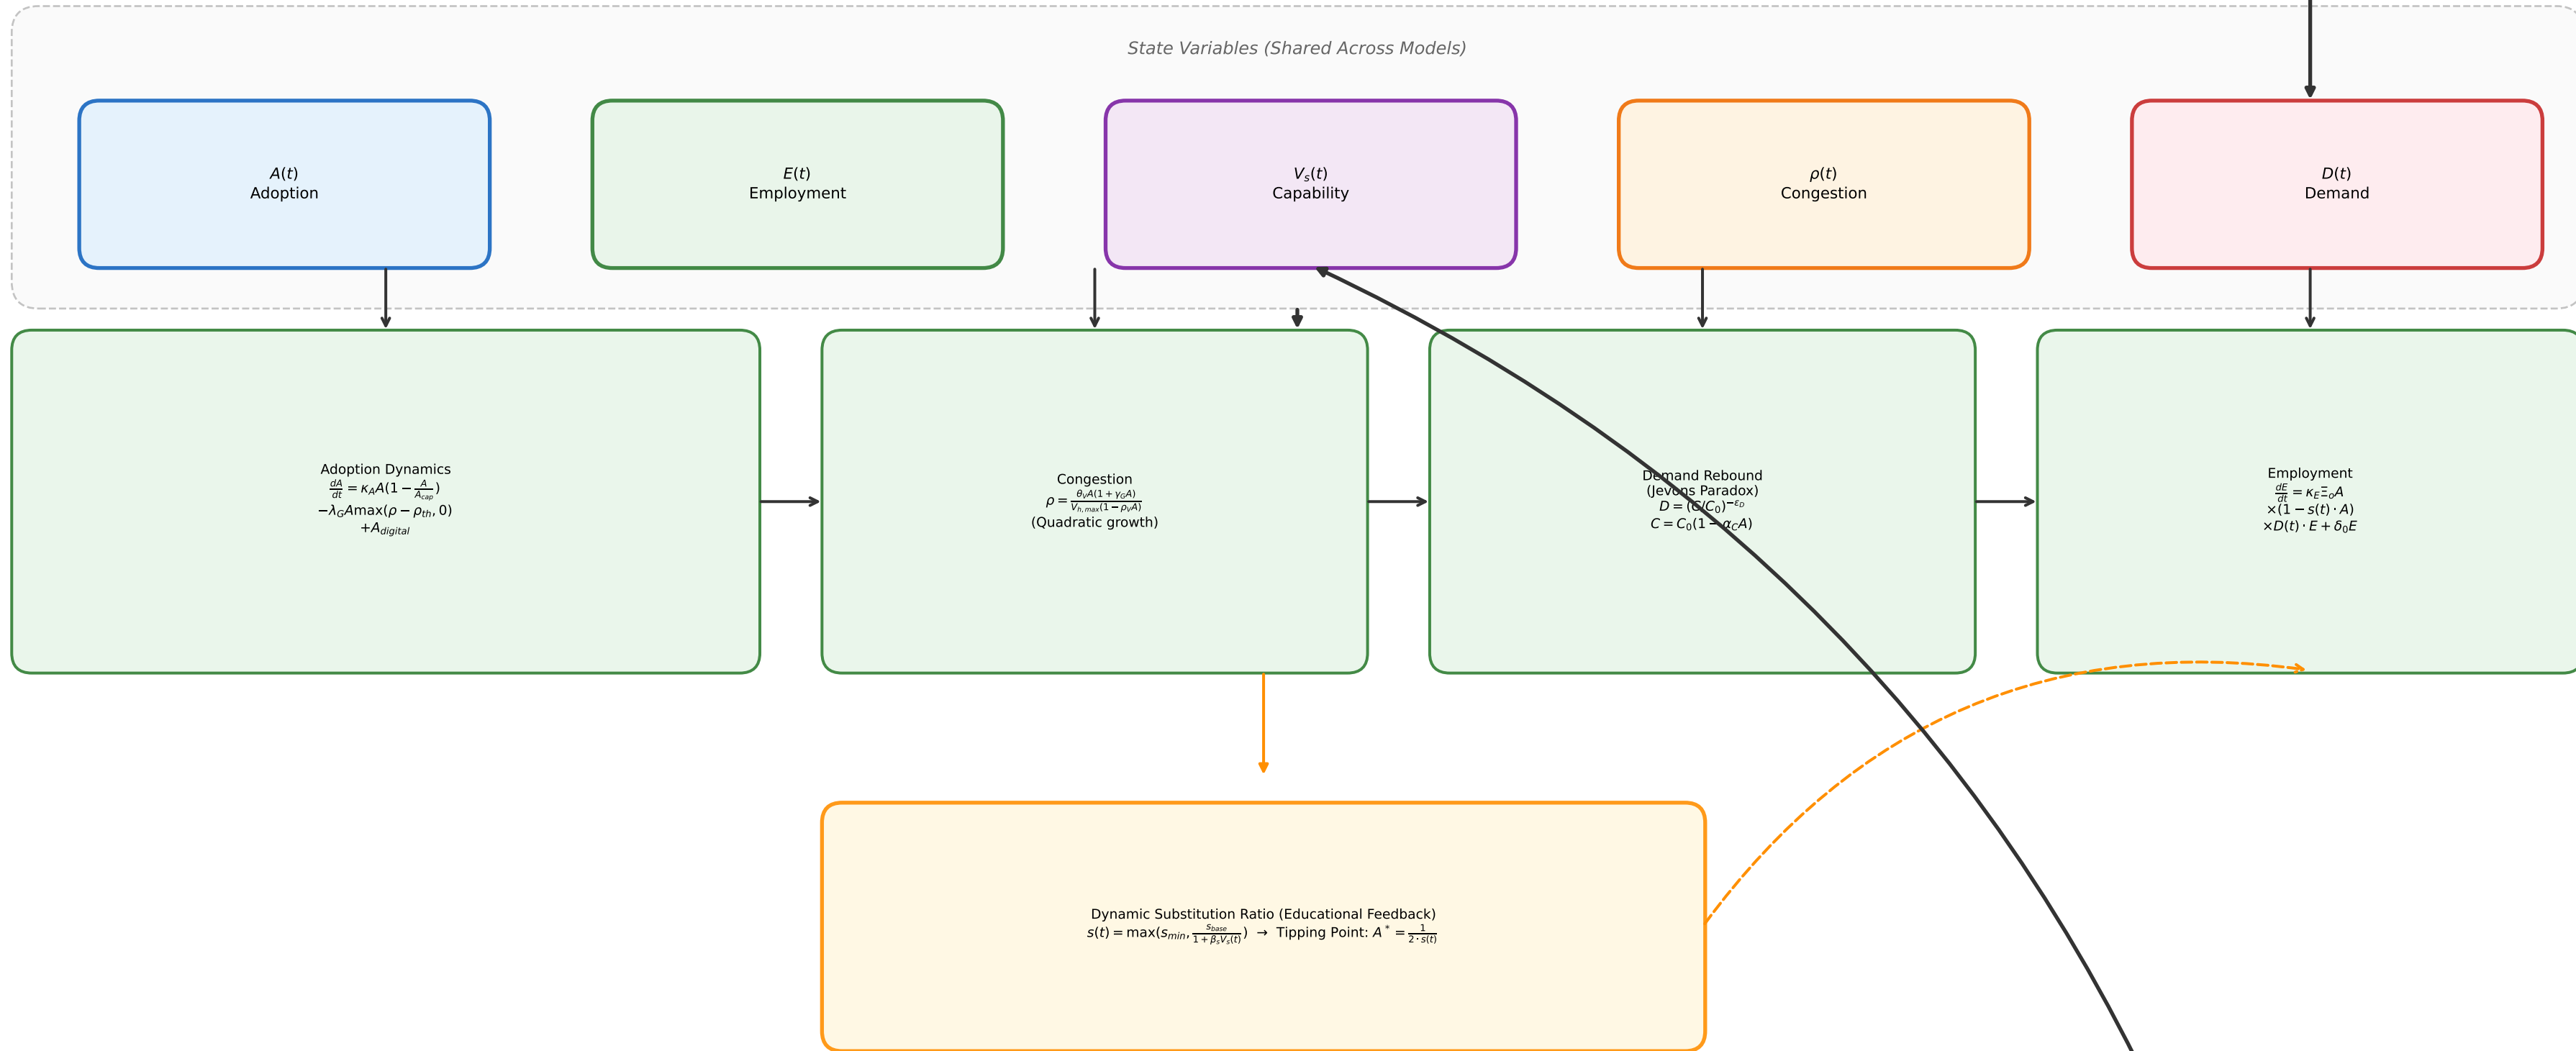 State Variables (Shared Across Models)
A(t)
Adoption
E(t)
Employment
V_s(t)
Capability
ρ(t)
Congestion
D(t)
Demand
Adoption Dynamics
dA/dt = κ_A A(1 − A/A_cap)
−λ_G A max(ρ − ρ_th, 0)
+A_digital
Congestion
ρ = θ_V A(1 + γ_G A)/V_h,max(1 − ρ_V A)
(Quadratic growth)
Demand Rebound
(Jevons Paradox)
D = (C/C_0)^−ε_D
C = C_0(1 − α_C A)
Employment
dE/dt = κ_E Ξ_o A
×(1 − s(t) · A)
×D(t) · E + δ_0 E
Dynamic Substitution Ratio (Educational Feedback)
s(t) = max(s_min, s_base/1 + β_s V_s(t)) → Tipping Point: A* = 1/2 · s(t)